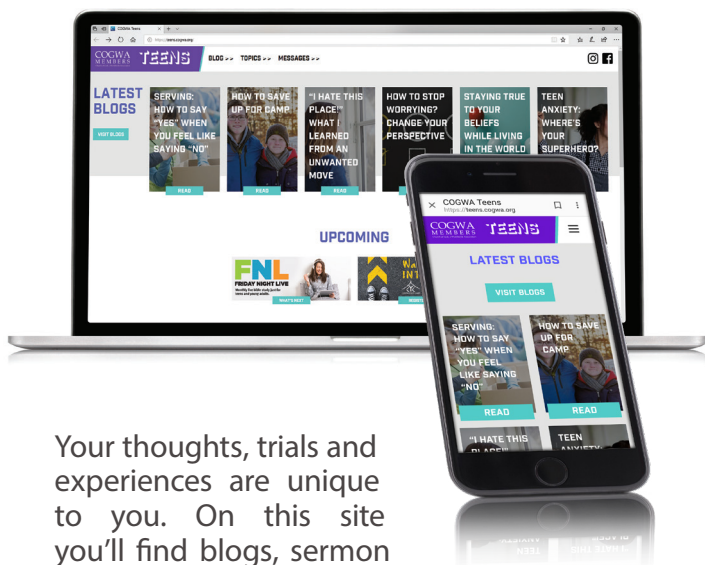 COGWA Teens
https://teens.cogwa.org
COGWA
MEMBERS
TEENS
BLOG >>
TOPICS >>
MESSAGES >>
LATEST
BLOGS
VISIT BLOGS
SERVING:
HOW TO SAY
"YES" WHEN
YOU FEEL LIKE
SAYING "NO"
READ
HOW TO SAVE
UP FOR CAMP
READ
"I HATE THIS
PLACE!"
WHAT I
LEARNED
FROM AN
UNWANTED
MOVE
READ
HOW TO STOP
WORRYING?
CHANGE YOUR
PERSPECTIVE
STAYING TRUE
TO YOUR
BELIEFS
WHILE LIVING
IN THE WORLD
TEEN
ANXIETY:
WHERE'S
YOUR
SUPERHERO?
UPCOMING
FNL
FRIDAY NIGHT LIVE
WHAT'S NEXT
COGWA Teens
https://teens.cogwa.org
COGWA
MEMBERS
TEENS
LATEST BLOGS
VISIT BLOGS
SERVING:
HOW TO SAY
"YES" WHEN
YOU FEEL
LIKE SAYING
"NO"
READ
HOW TO SAVE
UP FOR
CAMP
READ
"I HATE THIS
PLACE!"
TEEN
ANXIETY:
Your thoughts, trials and
experiences are unique
to you. On this site
you'll find blogs, sermon